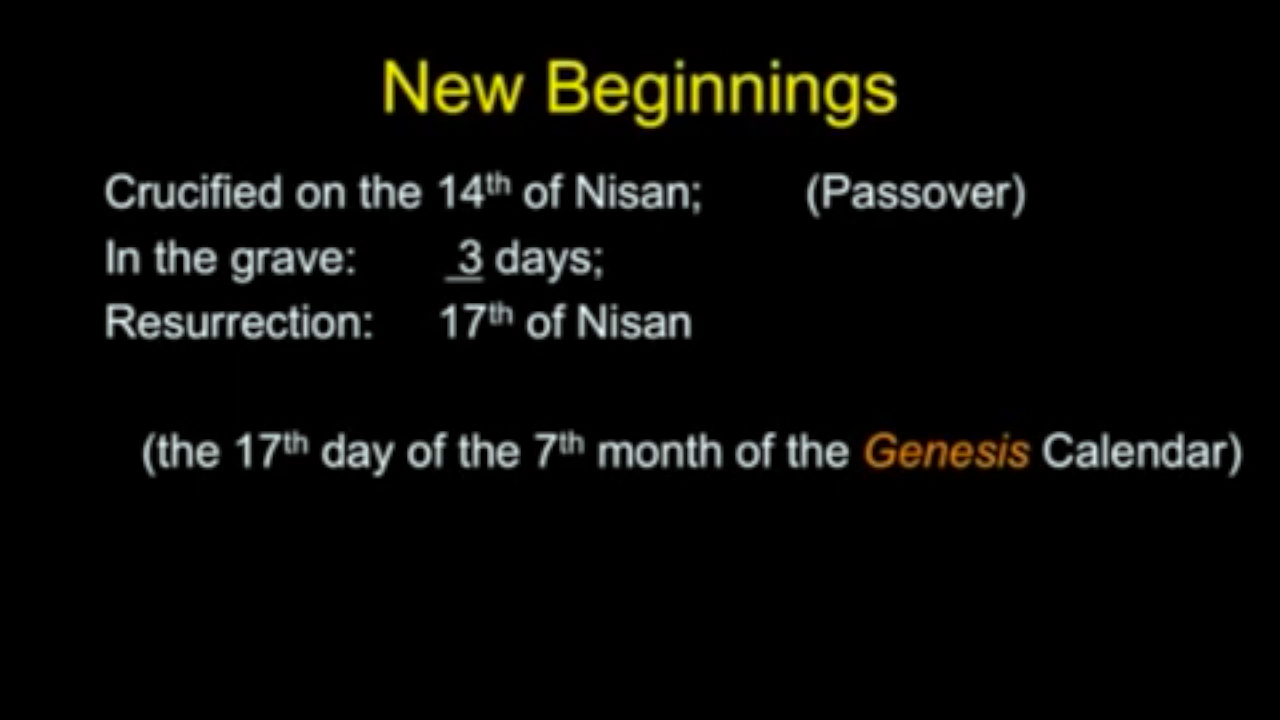 New Beginnings
Crucified on the 14th of Nisan; (Passover)
In the grave: 3 days;
Resurrection: 17th of Nisan
(the 17th day of the 7th month of the Genesis Calendar)